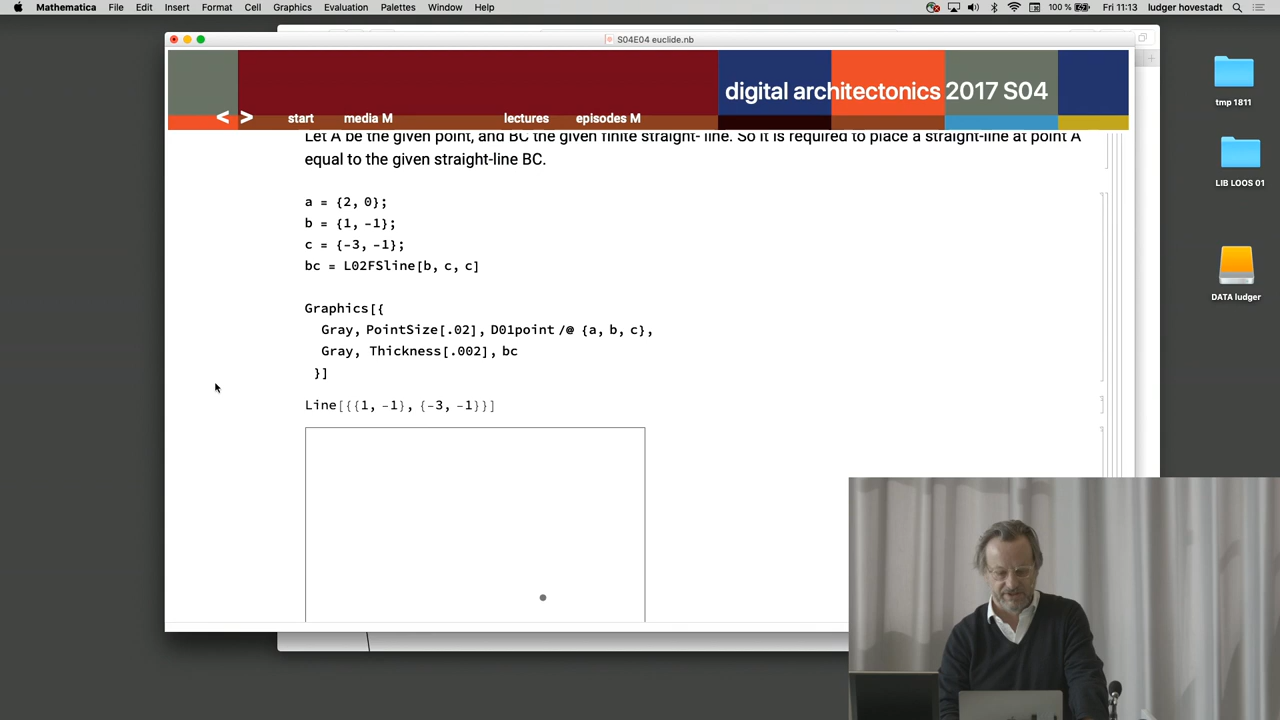 Mathematica File Edit Insert Format Cell Graphics Evaluation Palettes Window Help
100 % Fri 11:13 ludger hovestadt
S04E04 euclide.nb
digital architectonics 2017 S04
< > start media M lectures episodes M
Let A be the given point, and BC the given finite straight- line. So it is required to place a straight-line at point A
equal to the given straight-line BC.
a = {2, 0};
b = {1, -1};
c = {-3, -1};
bc = L02FSline[b, c, c]
Graphics[{
Gray, PointSize[.02], D01point /@ {a, b, c},
Gray, Thickness[.002], bc
}]
Line[{{1, -1}, {-3, -1}}]
tmp 1811
LIB LOOS 01
DATA ludger